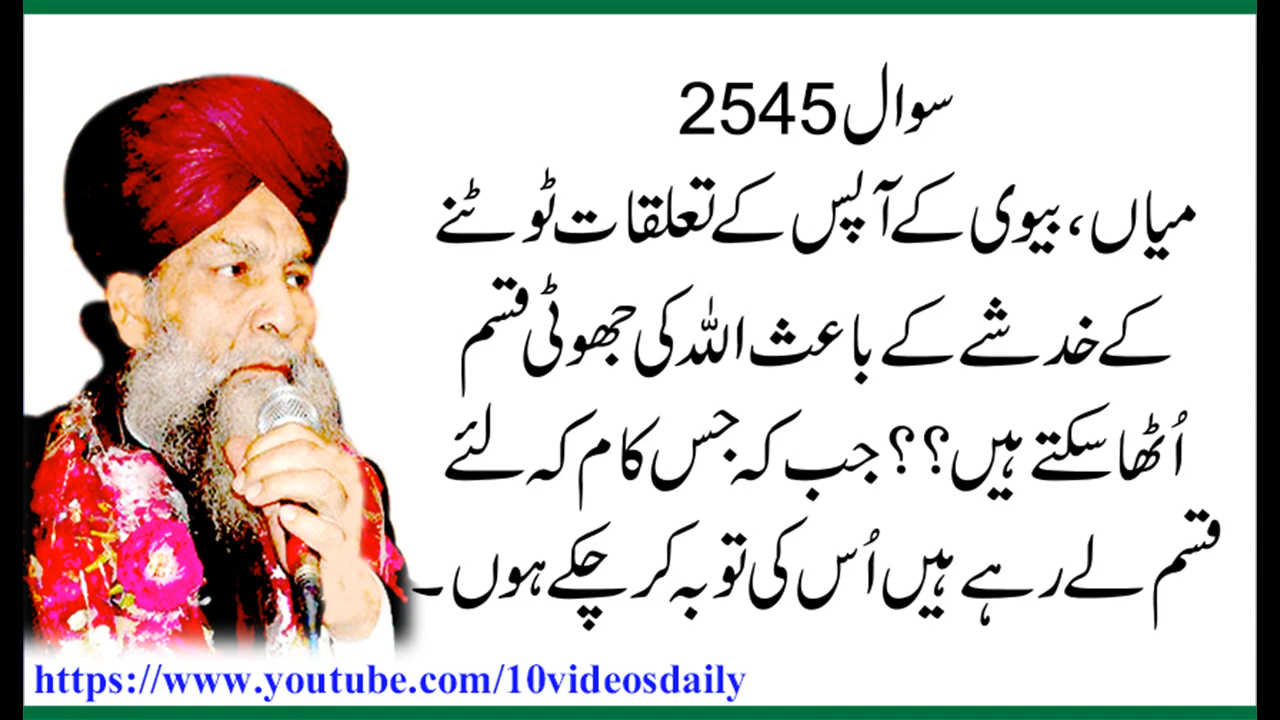 سوال 2545
میاں، بیوی کے آپس کے تعلقات ٹوٹنے
کے خدشے کے باعث اللہ کی جھوٹی قسم
اُٹھا سکتے ہیں؟؟ جب کہ جس کام کہ لئے
قسم لے رہے ہیں اُس کی توبہ کر چکے ہوں۔
https://www.youtube.com/10videosdaily